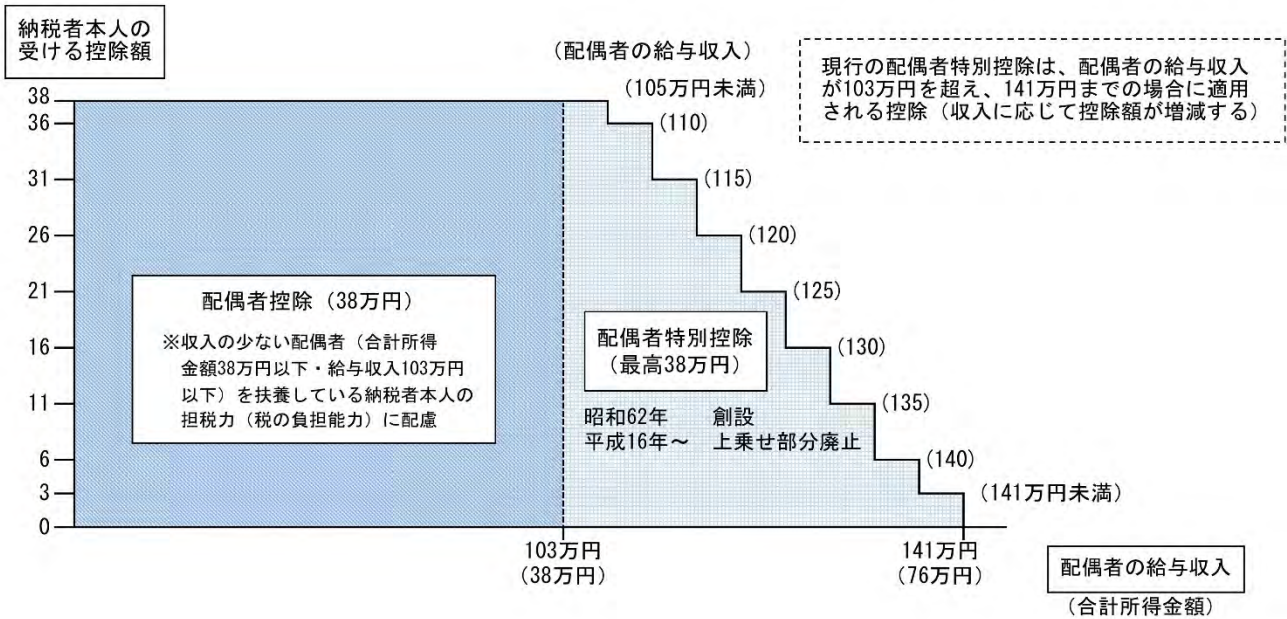 納税者本人の
受ける控除額
(配偶者の給与収入)
現行の配偶者特別控除は、配偶者の給与収入
が103万円を超え、141万円までの場合に適用
される控除(収入に応じて控除額が増減する)
38
(105万円未満)
36
(110)
31
(115)
26
(120)
21
(125)
16
(130)
11
(135)
6
(140)
3
(141万円未満)
0
配偶者控除(38万円)
※収入の少ない配偶者(合計所得
金額38万円以下・給与収入103万円
以下)を扶養している納税者本人の
担税力(税の負担能力)に配慮
配偶者特別控除
(最高38万円)
昭和62年 創設
平成16年~ 上乗せ部分廃止
103万円
(38万円)
141万円
(76万円)
配偶者の給与収入
(合計所得金額)